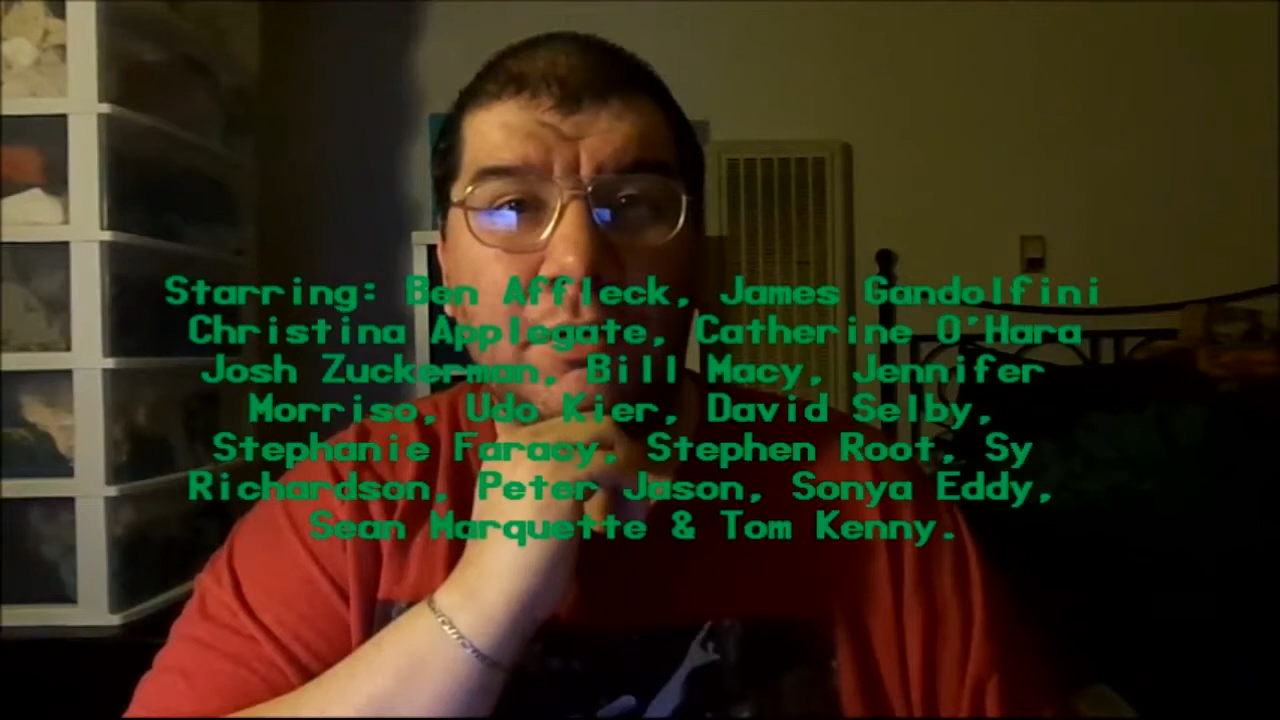 Starring: Ben Affleck, James Gandolfini
Christina Applegate, Catherine O'Hara
Josh Zuckerman, Bill Macy, Jennifer
Morriso, Udo Kier, David Selby,
Stephanie Faracy, Stephen Root, Sy
Richardson, Peter Jason, Sonya Eddy,
Sean Marquette & Tom Kenny.